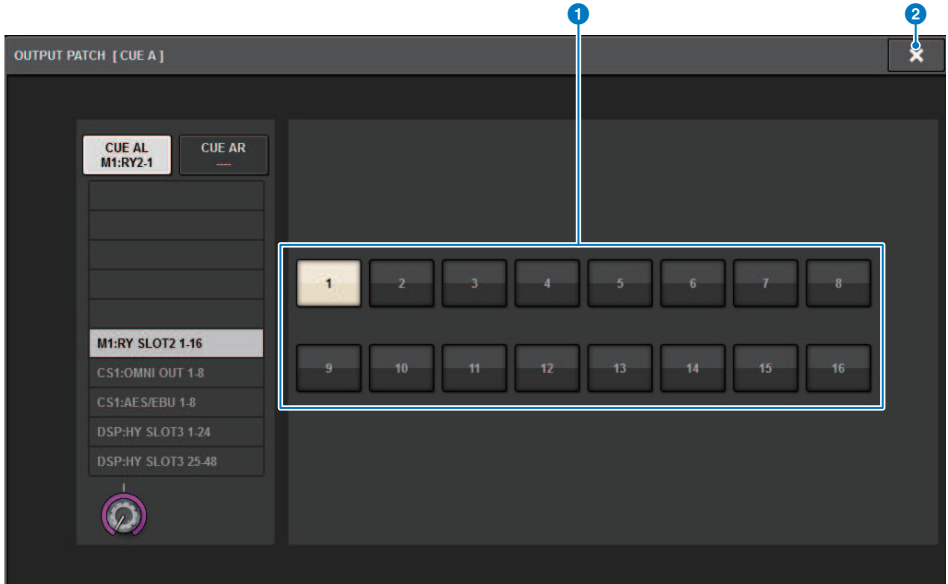 1 2
OUTPUT PATCH [ CUE A ]
CUE AL CUE AR
M1:RY2-1 ----
M1:RY SLOT2 1-16
CS1:OMNI OUT 1-8
CS1:AES/EBU 1-8
DSP:HY SLOT3 1-24
DSP:HY SLOT3 25-48
1 2 3 4 5 6 7 8
9 10 11 12 13 14 15 16